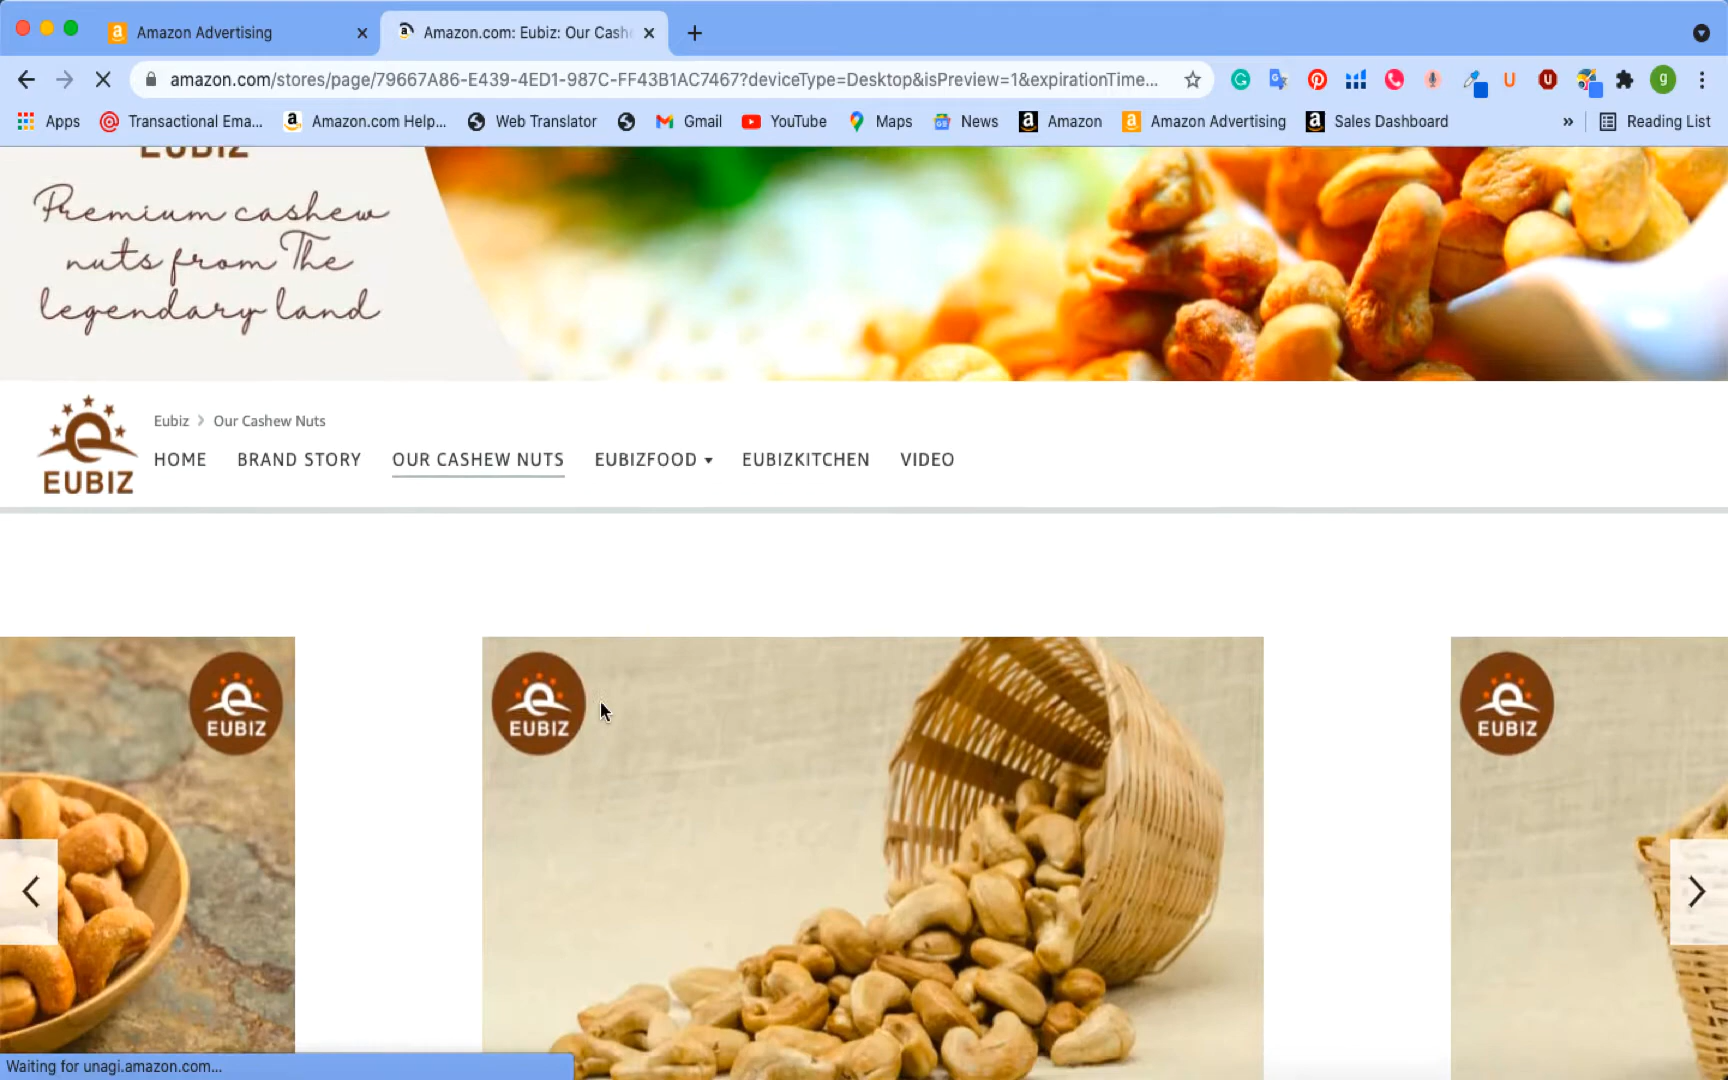 Amazon Advertising
Amazon.com: Eubiz: Our Cash
amazon.com/stores/page/79667A86-E439-4ED1-987C-FF43B1AC7467?deviceType=Desktop&isPreview=1&expirationTime...
Apps Transactional Ema... Amazon.com Help... Web Translator Gmail YouTube Maps News Amazon Amazon Advertising Sales Dashboard » Reading List
EUBIZ
Premium cashew
nuts from The
legendary land
EUBIZ
Eubiz > Our Cashew Nuts
HOME BRAND STORY OUR CASHEW NUTS EUBIZFOOD EUBIZKITCHEN VIDEO
EUBIZ
EUBIZ
EUBIZ
Waiting for unagi.amazon.com...